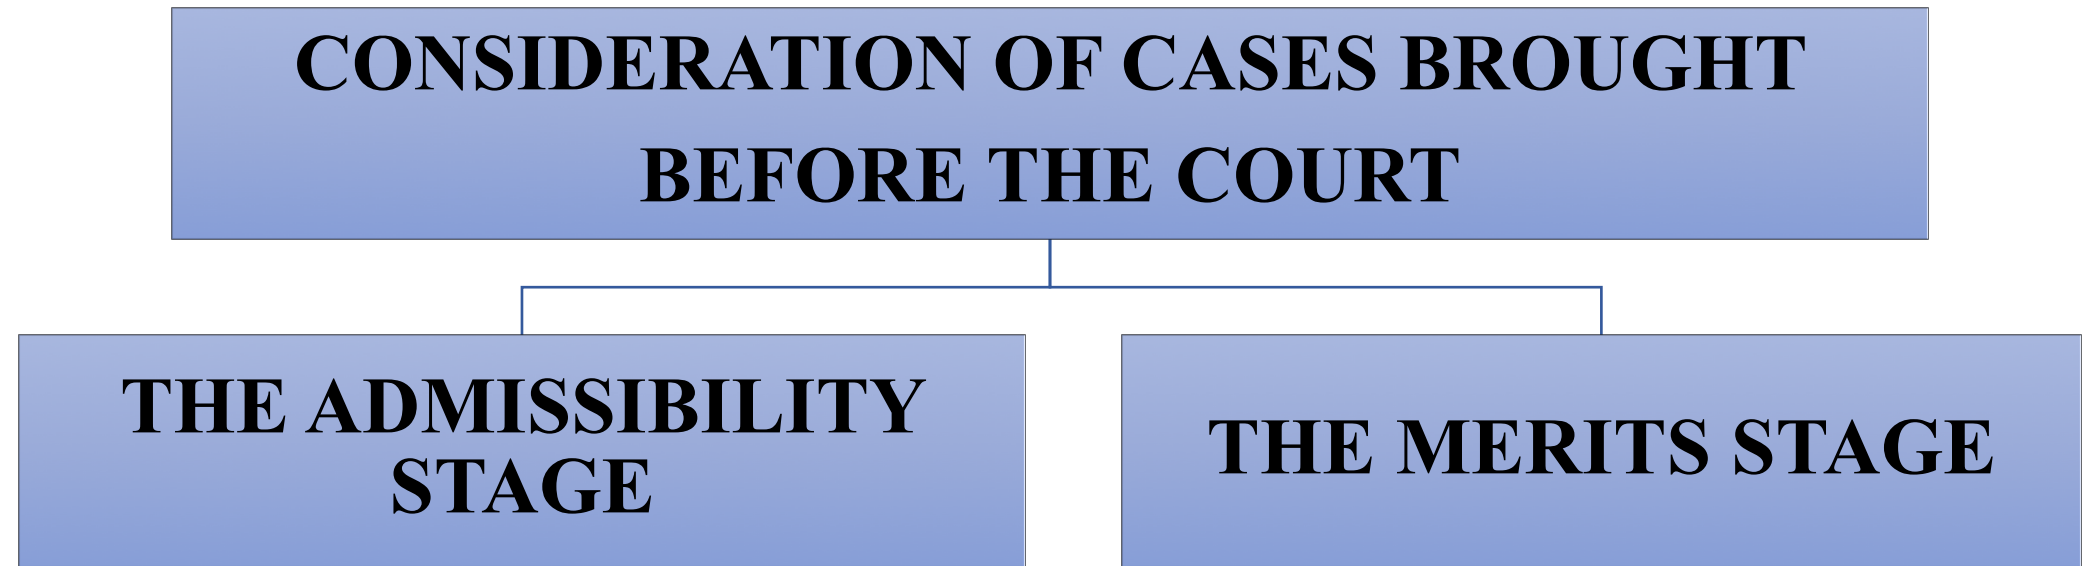 CONSIDERATION OF CASES BROUGHT
BEFORE THE COURT
THE ADMISSIBILITY
STAGE
THE MERITS STAGE